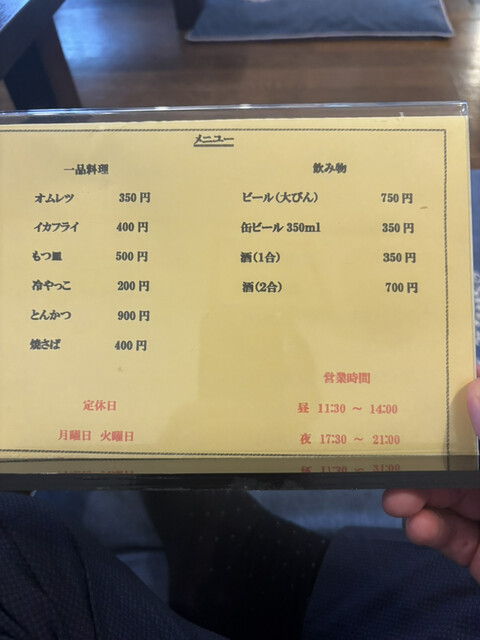 メニュー
一品料理
オムレツ 350円
イカフライ 400円
もつ皿 500円
冷やっこ 200円
とんかつ 900円
焼さば 400円
定休日
月曜日 火曜日
飲み物
ビール(大びん) 750円
缶ビール350ml 350円
酒(1合) 350円
酒(2合) 700円
営業時間
昼 11:30 ～ 14:00
夜 17:30 ～ 21:00